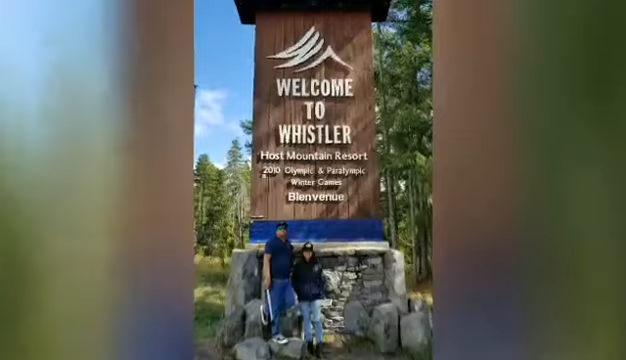 WELCOME
TO
WHISTLER
Host Mountain Resort
2010 Olympic & Paralympic
Winter Games
Bienvenue